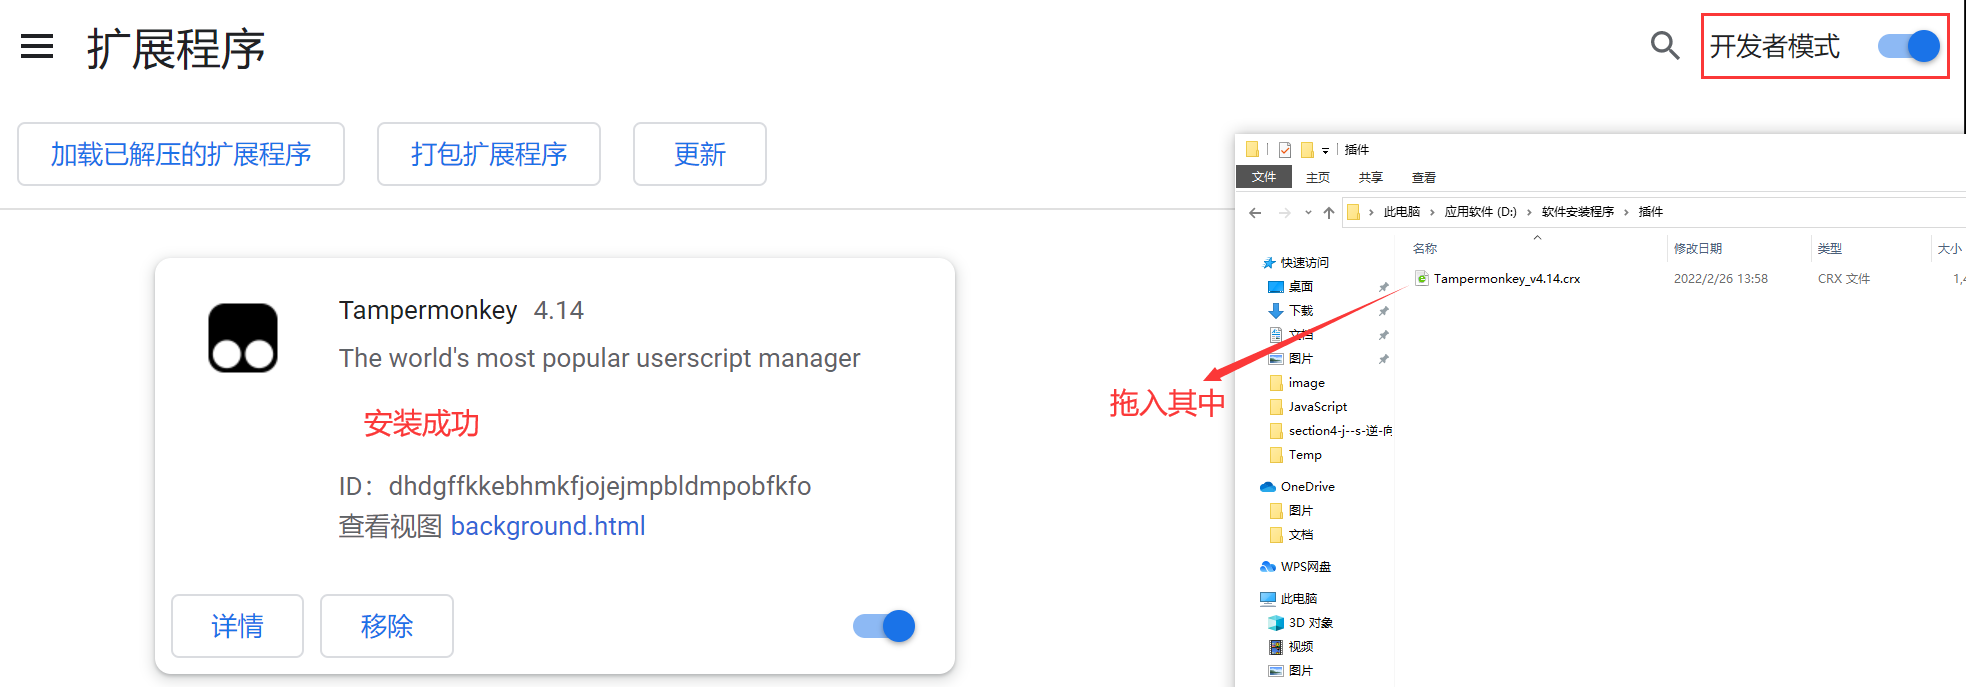 扩展程序
开发者模式
加载已解压的扩展程序
打包扩展程序
更新
Tampermonkey 4.14
The world's most popular userscript manager
安装成功
ID：dhdgffkkebhmkfjojejmpbldmpobfkfo
查看视图 background.html
详情
移除
拖入其中
插件
文件 主页 共享 查看
此电脑 › 应用软件 (D:) › 软件安装程序 › 插件
名称 修改日期 类型 大小
Tampermonkey_v4.14.crx 2022/2/26 13:58 CRX 文件 1,4
快速访问
桌面
下载
文档
图片
image
JavaScript
section4-j--s-逆-向
Temp
OneDrive
图片
文档
WPS网盘
此电脑
3D 对象
视频
图片